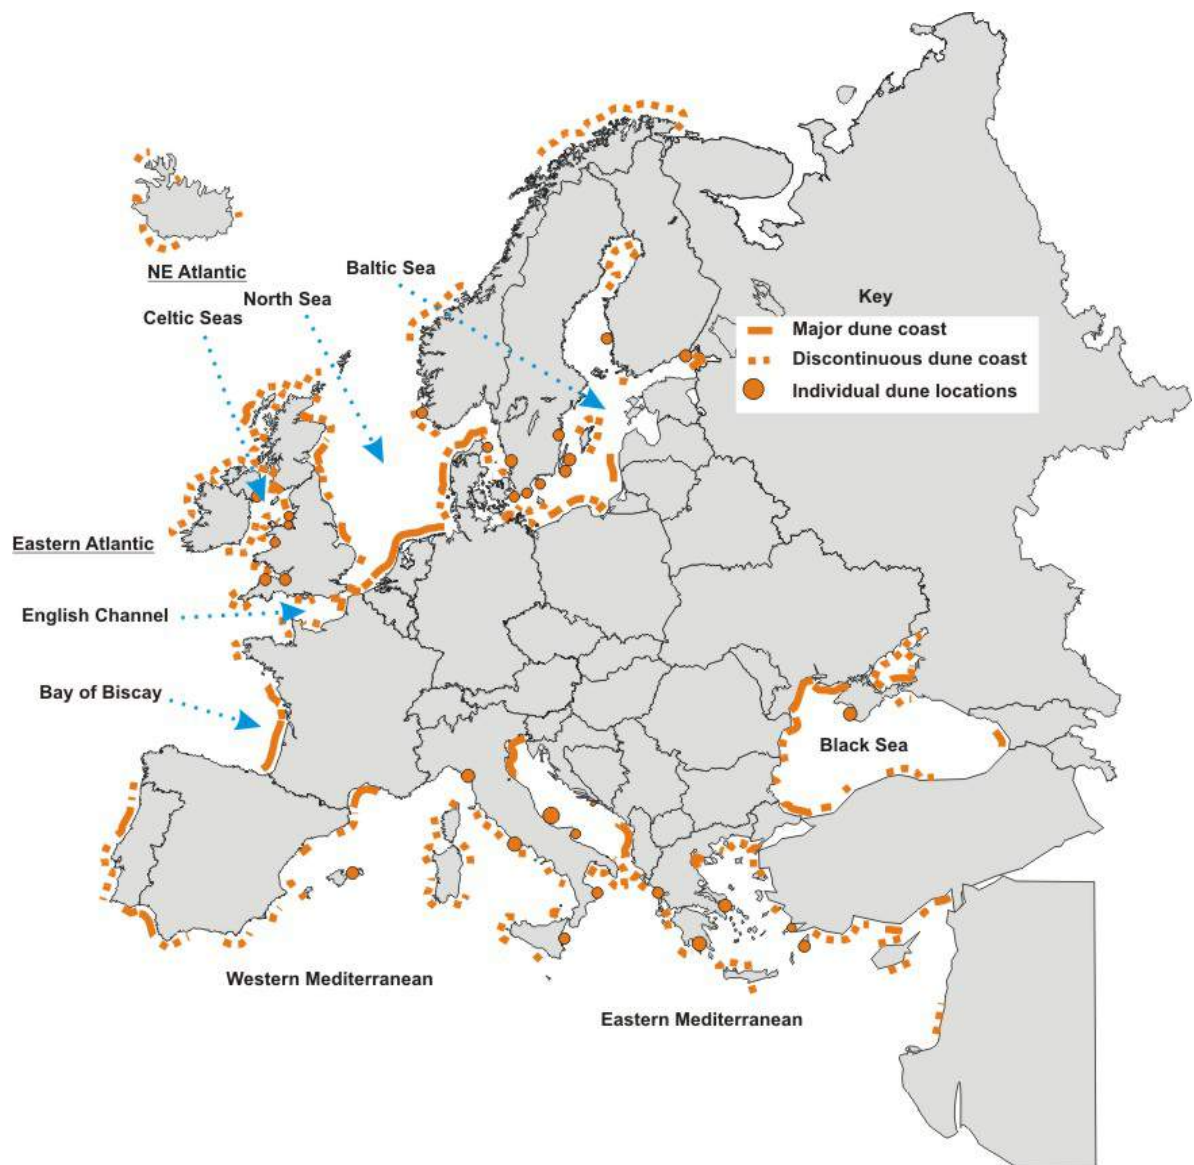 NE Atlantic
Baltic Sea
North Sea
Celtic Seas
Key
Major dune coast
Discontinuous dune coast
Individual dune locations
Eastern Atlantic
English Channel
Bay of Biscay
Black Sea
Western Mediterranean
Eastern Mediterranean